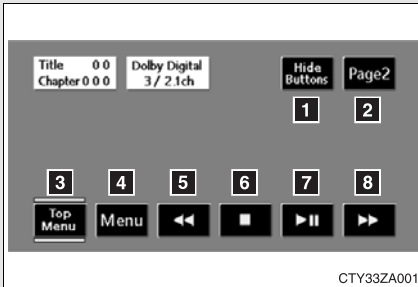 Title 0 0
Chapter 0 0 0
Dolby Digital
3 / 2.1ch
Hide
Buttons
Page2
1
2
3
4
5
6
7
8
Top
Menu
Menu
CTY33ZA001